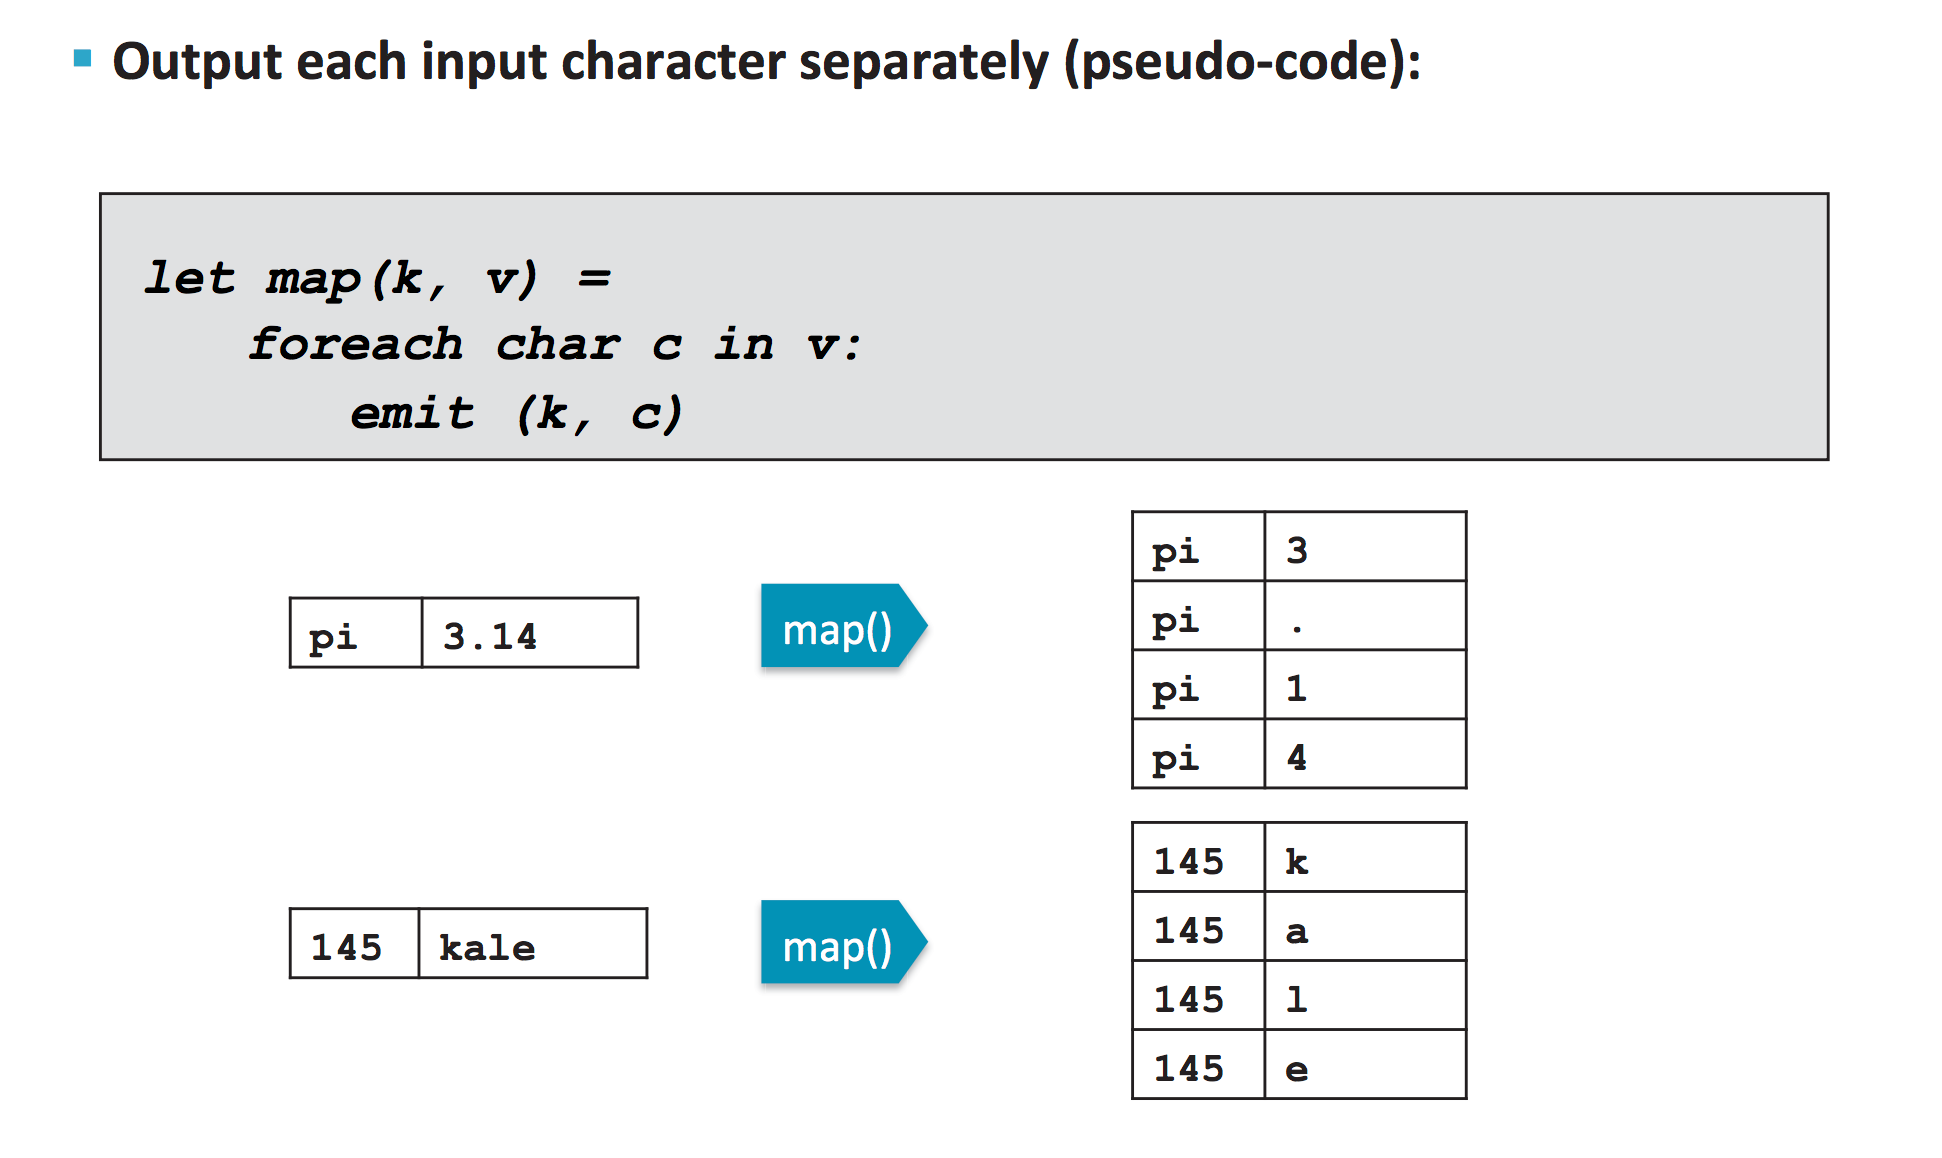 Output each input character separately (pseudo-code):
let map(k, v) =
foreach char c in v:
emit (k, c)
pi 3.14
map()
pi 3
pi .
pi 1
pi 4
145 kale
map()
145 k
145 a
145 l
145 e